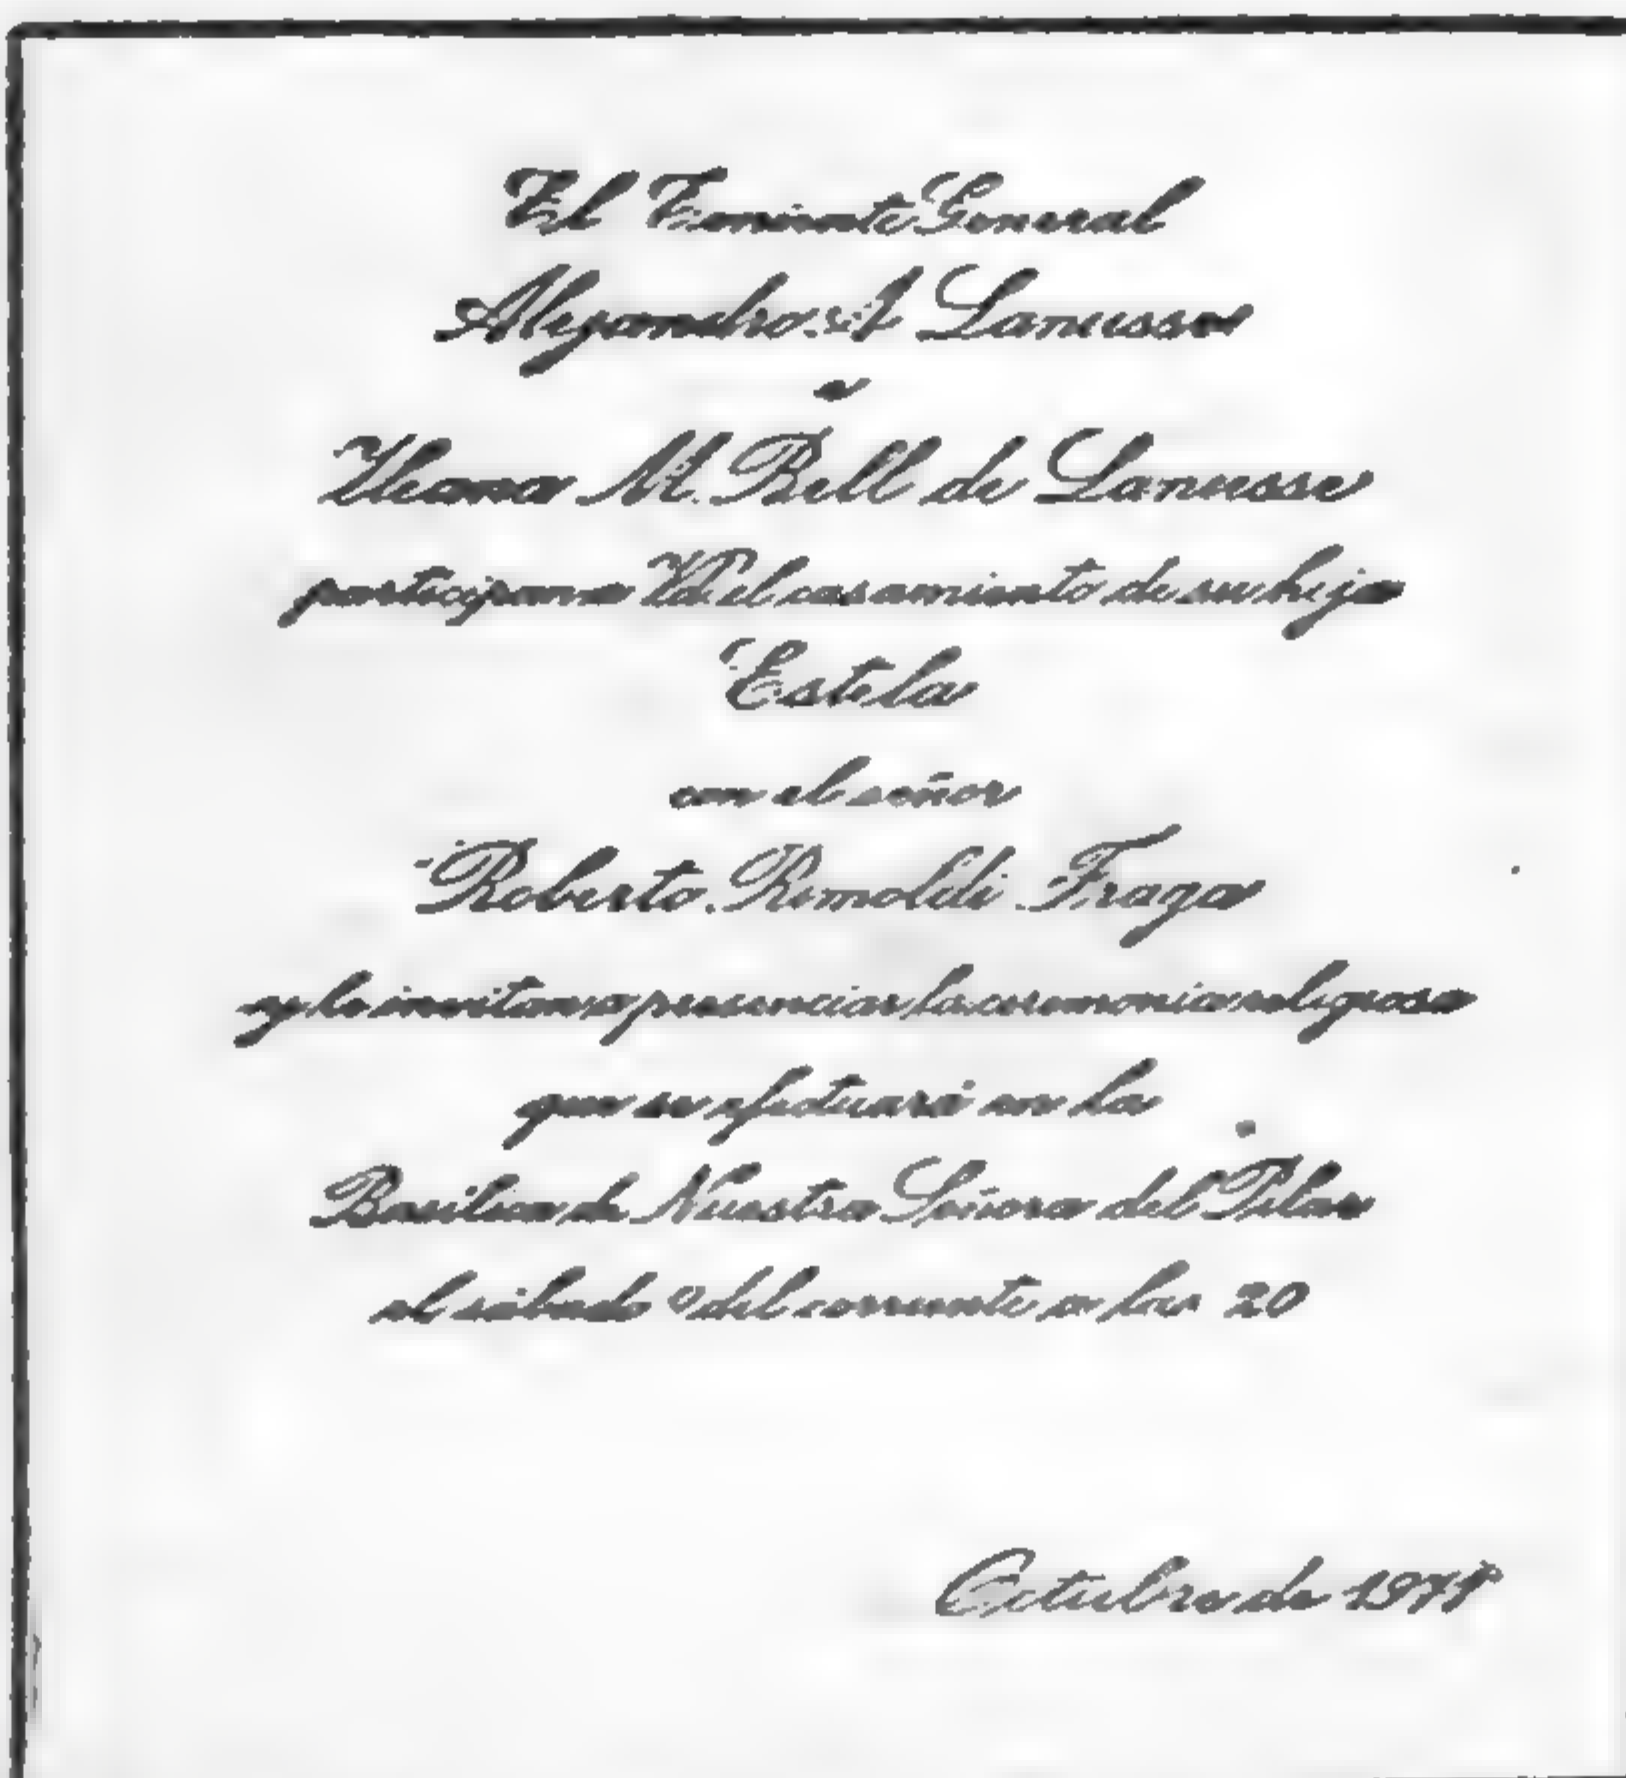 El Teniente General
Alejandro A. Lanusse
e
Ileana M. Bell de Lanusse
participan a Vd. el casamiento de su hija
Estela
con el señor
Roberto Rimoldi Fraga
y le invitan a presenciar la ceremonia religiosa
que se efectuará en la
Basílica de Nuestra Señora del Pilar
el sábado del corriente a las 20
Octubre de